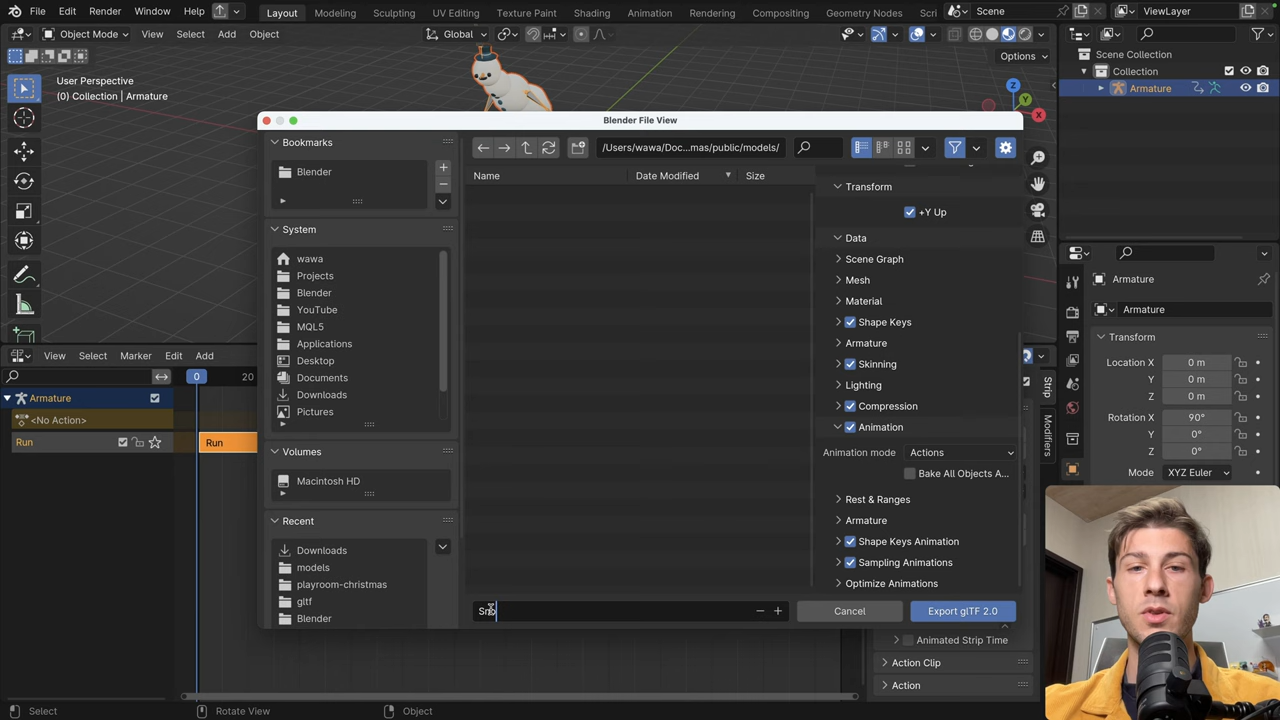 File Edit Render Window Help
Layout Modeling Sculpting UV Editing Texture Paint Shading Animation Rendering Compositing Geometry Nodes Scri
Scene
ViewLayer
Object Mode View Select Add Object
Global
Options
User Perspective
(0) Collection | Armature
Z
Y
X
Scene Collection
Collection
Armature
Blender File View
Bookmarks
Blender
System
wawa
Projects
Blender
YouTube
MQL5
Applications
Desktop
Documents
Downloads
Pictures
Volumes
Macintosh HD
Recent
Downloads
models
playroom-christmas
gltf
Blender
/Users/wawa/Doc...mas/public/models/
Name Date Modified Size
Transform
+Y Up
Data
Scene Graph
Mesh
Material
Shape Keys
Armature
Skinning
Lighting
Compression
Animation
Animation mode Actions
Bake All Objects A...
Rest & Ranges
Armature
Shape Keys Animation
Sampling Animations
Optimize Animations
Cancel
Export glTF 2.0
View Select Marker Edit Add
0
20
Armature
<No Action>
Run
Run
Strip
Modifiers
Animated Strip Time
Action Clip
Action
Armature
Armature
Transform
Location X 0 m
Y 0 m
Z 0 m
Rotation X 90°
Y 0°
Z 0°
Mode XYZ Euler
Select
Rotate View
Object